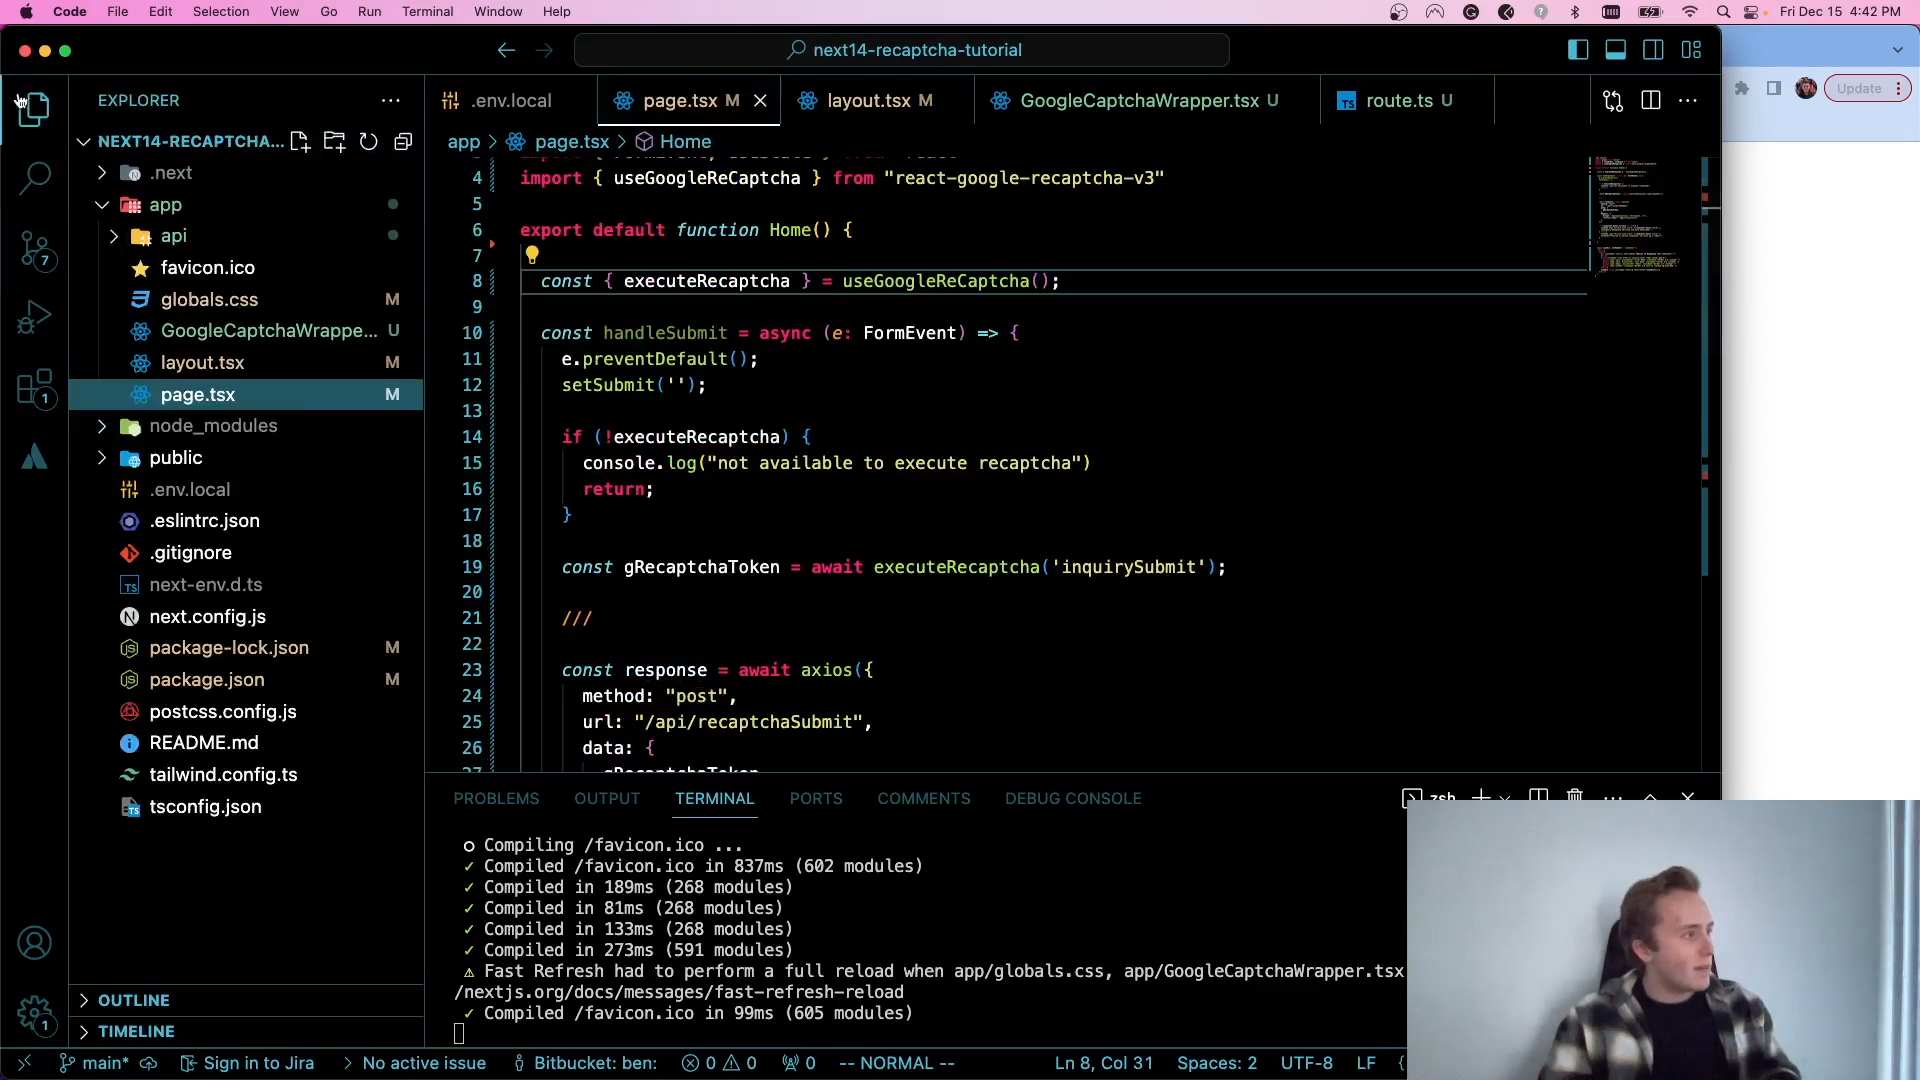 Code File Edit Selection View Go Run Terminal Window Help
Fri Dec 15 4:42 PM
next14-recaptcha-tutorial
Update
EXPLORER
NEXT14-RECAPTCHA...
.next
app
api
favicon.ico
globals.css M
GoogleCaptchaWrappe... U
layout.tsx M
page.tsx M
node_modules
public
.env.local
.eslintrc.json
.gitignore
next-env.d.ts
next.config.js
package-lock.json M
package.json M
postcss.config.js
README.md
tailwind.config.ts
tsconfig.json
OUTLINE
TIMELINE
7
1
1
.env.local page.tsx M layout.tsx M GoogleCaptchaWrapper.tsx U route.ts U
app > page.tsx > Home
4 import { useGoogleReCaptcha } from "react-google-recaptcha-v3"
5
6 export default function Home() {
7
8 const { executeRecaptcha } = useGoogleReCaptcha();
9
10 const handleSubmit = async (e: FormEvent) => {
11 e.preventDefault();
12 setSubmit('');
13
14 if (!executeRecaptcha) {
15 console.log("not available to execute recaptcha")
16 return;
17 }
18
19 const gRecaptchaToken = await executeRecaptcha('inquirySubmit');
20
21 ///
22
23 const response = await axios({
24 method: "post",
25 url: "/api/recaptchaSubmit",
26 data: {
27 gRecaptchaToken
PROBLEMS OUTPUT TERMINAL PORTS COMMENTS DEBUG CONSOLE
zsh
○ Compiling /favicon.ico ...
✓ Compiled /favicon.ico in 837ms (602 modules)
✓ Compiled in 189ms (268 modules)
✓ Compiled in 81ms (268 modules)
✓ Compiled in 133ms (268 modules)
✓ Compiled in 273ms (591 modules)
⚠ Fast Refresh had to perform a full reload when app/globals.css, app/GoogleCaptchaWrapper.tsx
/nextjs.org/docs/messages/fast-refresh-reload
✓ Compiled /favicon.ico in 99ms (605 modules)
main* Sign in to Jira No active issue Bitbucket: ben: 0 0 0 -- NORMAL -- Ln 8, Col 31 Spaces: 2 UTF-8 LF {